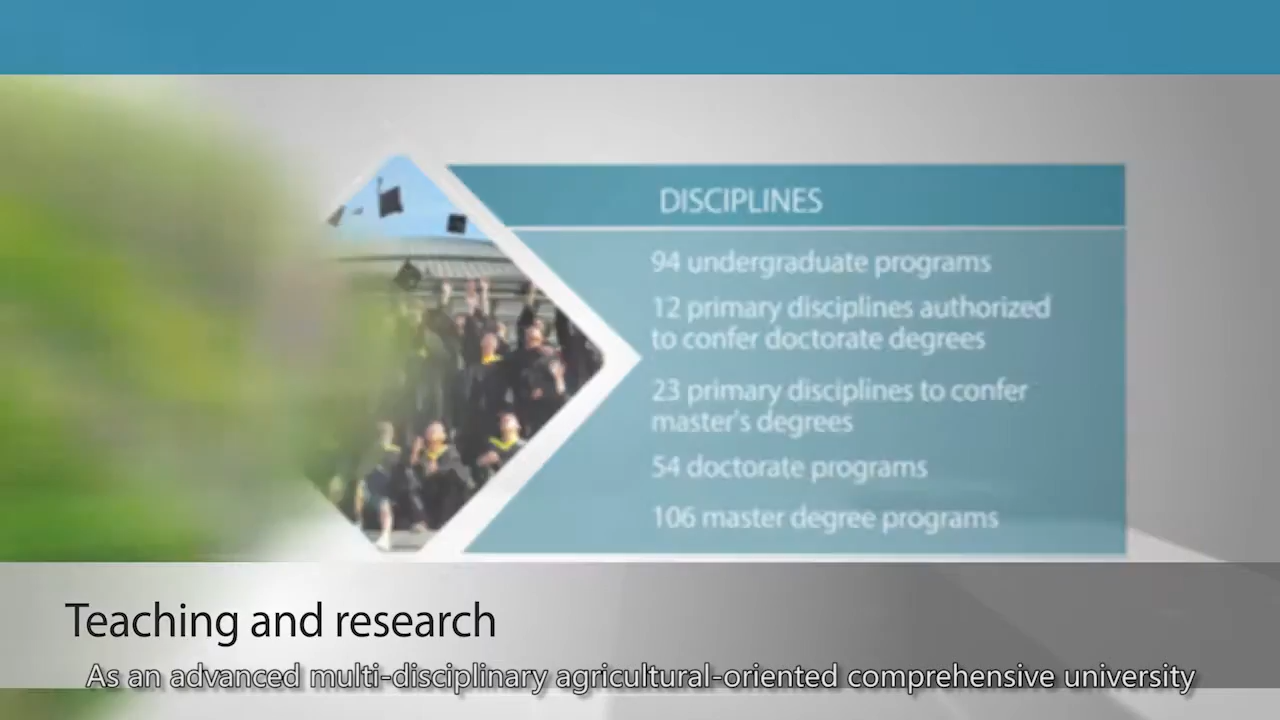 DISCIPLINES
94 undergraduate programs
12 primary disciplines authorized
to confer doctorate degrees
23 primary disciplines to confer
master's degrees
54 doctorate programs
106 master degree programs
Teaching and research
As an advanced multi-disciplinary agricultural-oriented comprehensive university